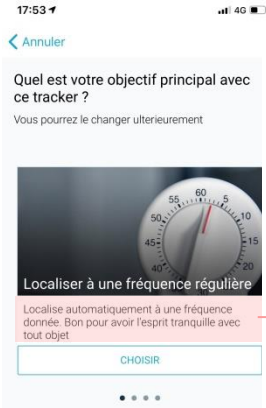 17:53
4G
Annuler
Quel est votre objectif principal avec
ce tracker ?
Vous pourrez le changer ulterieurement
60
55
5
50
10
45
15
40
20
Localiser à une fréquence régulière
Localise automatiquement à une fréquence
donnée. Bon pour avoir l'esprit tranquille avec
tout objet
CHOISIR